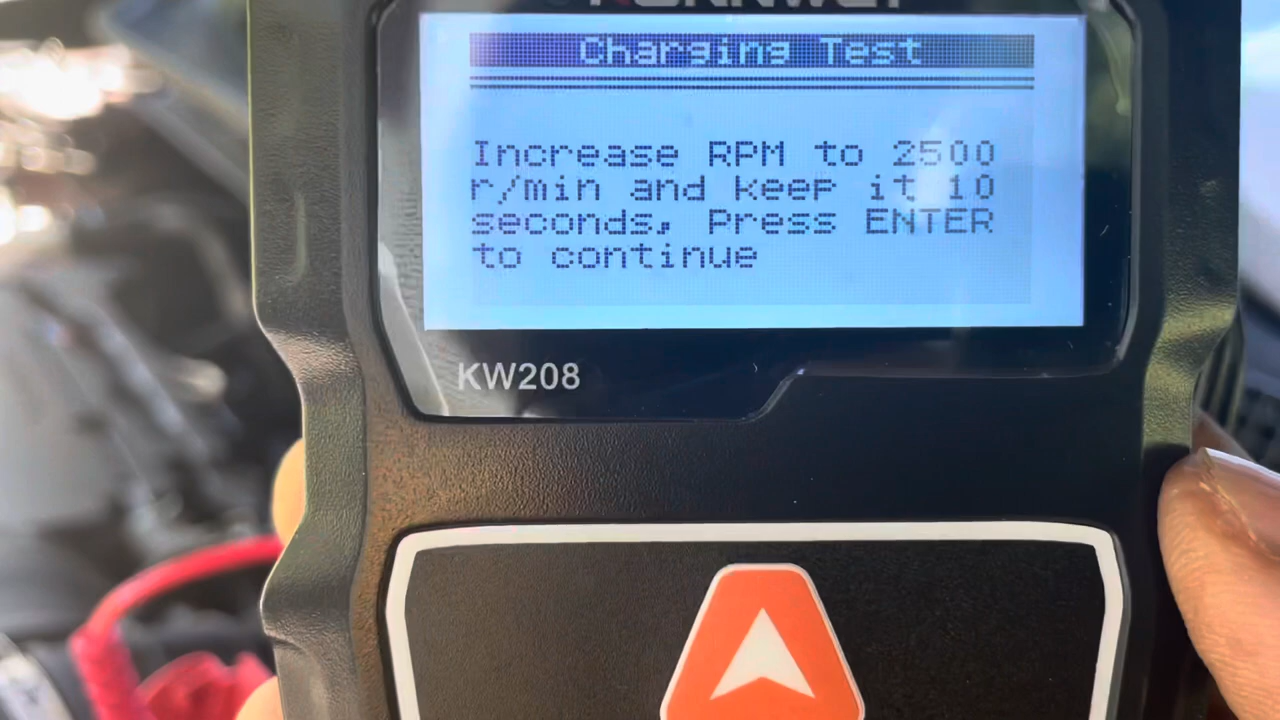 Charging Test
Increase RPM to 2500
r/min and keep it 10
seconds, Press ENTER
to continue
KW208